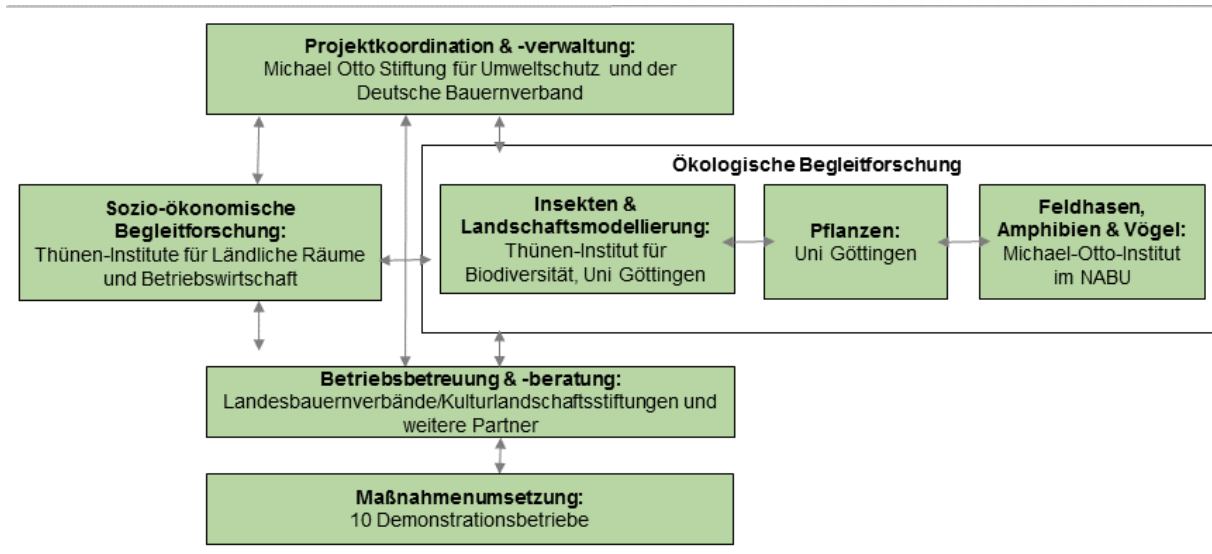 Projektkoordination & -verwaltung:
Michael Otto Stiftung für Umweltschutz und der
Deutsche Bauernverband
Ökologische Begleitforschung
Sozio-ökonomische
Begleitforschung:
Thünen-Institute für Ländliche Räume
und Betriebswirtschaft
Insekten &
Landschaftsmodellierung:
Thünen-Institut für
Biodiversität, Uni Göttingen
Pflanzen:
Uni Göttingen
Feldhasen,
Amphibien & Vögel:
Michael-Otto-Institut
im NABU
Betriebsbetreuung & -beratung:
Landesbauernverbände/Kulturlandschaftsstiftungen und
weitere Partner
Maßnahmenumsetzung:
10 Demonstrationsbetriebe